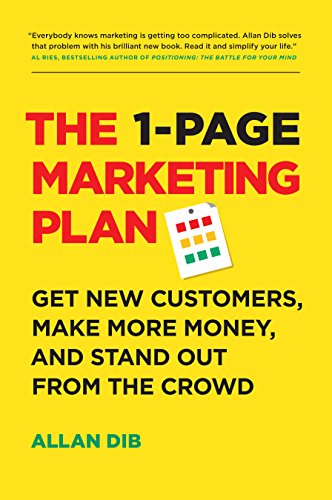 "Everybody knows marketing is getting too complicated. Allan Dib solves
that problem with his brilliant new book. Read it and simplify your life."
AL RIES, BESTSELLING AUTHOR OF POSITIONING: THE BATTLE FOR YOUR MIND
THE 1-PAGE
MARKETING
PLAN
GET NEW CUSTOMERS,
MAKE MORE MONEY,
AND STAND OUT
FROM THE CROWD
ALLAN DIB